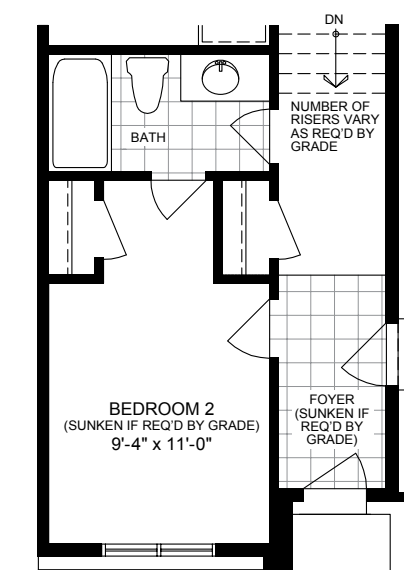 DN
NUMBER OF
RISERS VARY
AS REQ'D BY
GRADE
BATH
BEDROOM 2
(SUNKEN IF REQ'D BY GRADE)
9'-4" x 11'-0"
FOYER
(SUNKEN IF
REQ'D BY
GRADE)